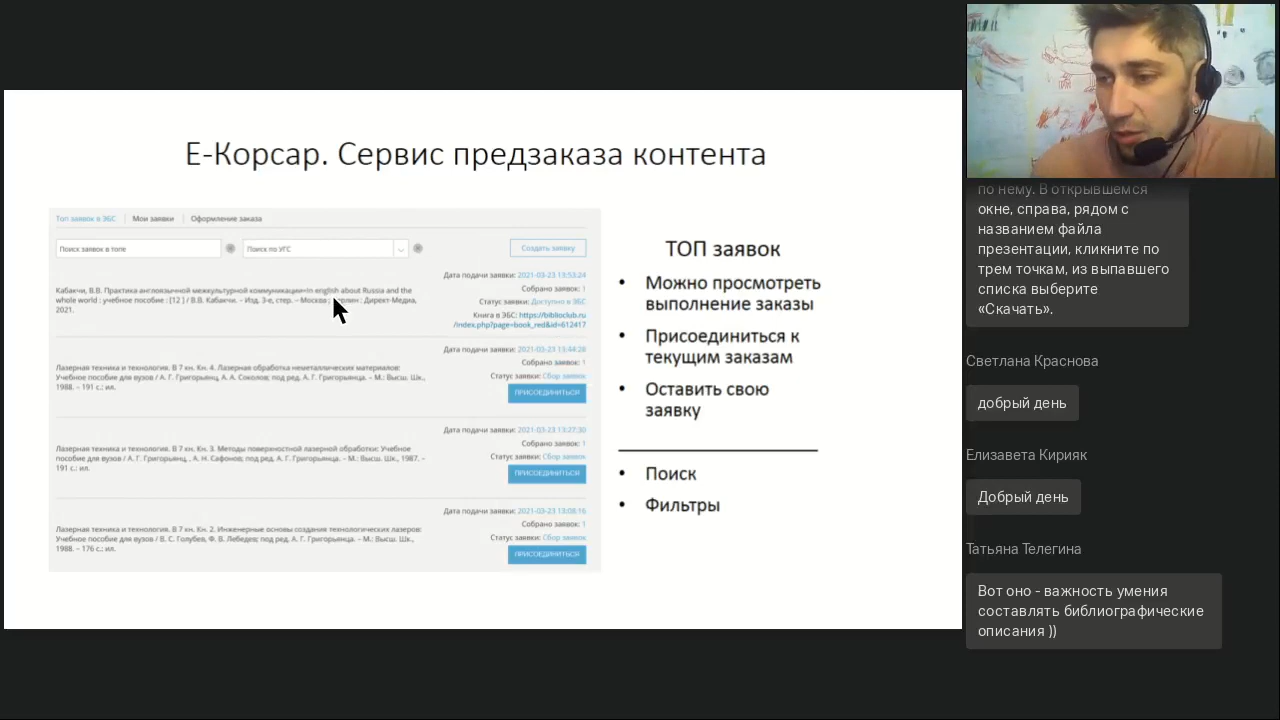 Е-Корсар. Сервис предзаказа контента
Топ заявок в ЭБС
Мои заявки
Оформление заказа
Поиск заявок в топе
Поиск по УГС
Создать заявку
Кабакчи, В.В. Практика англоязычной межкультурной коммуникации=In english about Russia and the
whole world : учебное пособие : [12 ] / В.В. Кабакчи. – Изд. 3-е, стер. – Москва ; Берлин : Директ-Медиа,
2021.
Дата подачи заявки: 2021-03-23 13:53:24
Собрано заявок: 1
Статус заявки: Доступно в ЭБС
Книга в ЭБС: https://biblioclub.ru
/index.php?page=book_red&id=612417
Лазерная техника и технология. В 7 кн. Кн. 4. Лазерная обработка неметаллических материалов:
Учебное пособие для вузов / А. Г. Григорьянц, А. А. Соколов; под ред. А. Г. Григорьянца. – М.: Высш. Шк.,
1988. – 191 с.: ил.
Дата подачи заявки: 2021-03-23 13:44:28
Собрано заявок: 1
Статус заявки: Сбор заявок
ПРИСОЕДИНИТЬСЯ
Лазерная техника и технология. В 7 кн. Кн. 3. Методы поверхностной лазерной обработки: Учебное
пособие для вузов / А. Г. Григорьянц, , А. Н. Сафонов; под ред. А. Г. Григорьянца. – М.: Высш. Шк., 1987. –
191 с.: ил.
Дата подачи заявки: 2021-03-23 13:27:30
Собрано заявок: 1
Статус заявки: Сбор заявок
ПРИСОЕДИНИТЬСЯ
Лазерная техника и технология. В 7 кн. Кн. 2. Инженерные основы создания технологических лазеров:
Учебное пособие для вузов / В. С. Голубев, Ф. В. Лебедев; под ред. А. Г. Григорьянца. – М.: Высш. Шк.,
1988. – 176 с.: ил.
Дата подачи заявки: 2021-03-23 13:08:16
Собрано заявок: 1
Статус заявки: Сбор заявок
ПРИСОЕДИНИТЬСЯ
ТОП заявок
• Можно просмотреть
выполнение заказы
• Присоединиться к
текущим заказам
• Оставить свою
заявку
• Поиск
• Фильтры
по нему. В открывшемся
окне, справа, рядом с
названием файла
презентации, кликните по
трем точкам, из выпавшего
списка выберите
«Скачать».
Светлана Краснова
добрый день
Елизавета Кирияк
Добрый день
Татьяна Телегина
Вот оно - важность умения
составлять библиографические
описания ))